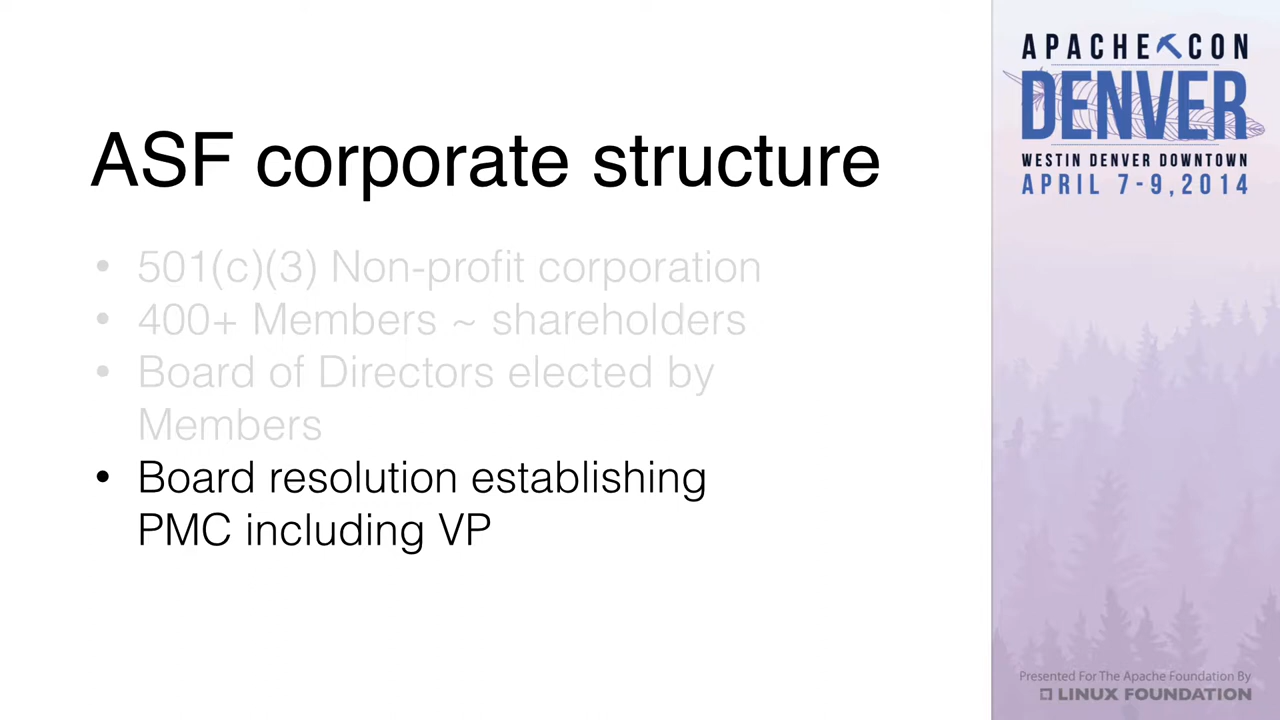 ASF corporate structure
• 501(c)(3) Non-profit corporation
• 400+ Members ~ shareholders
• Board of Directors elected by
Members
• Board resolution establishing
PMC including VP
APACHE CON
DENVER
WESTIN DENVER DOWNTOWN
APRIL 7-9, 2014
Presented For The Apache Foundation By
LINUX FOUNDATION